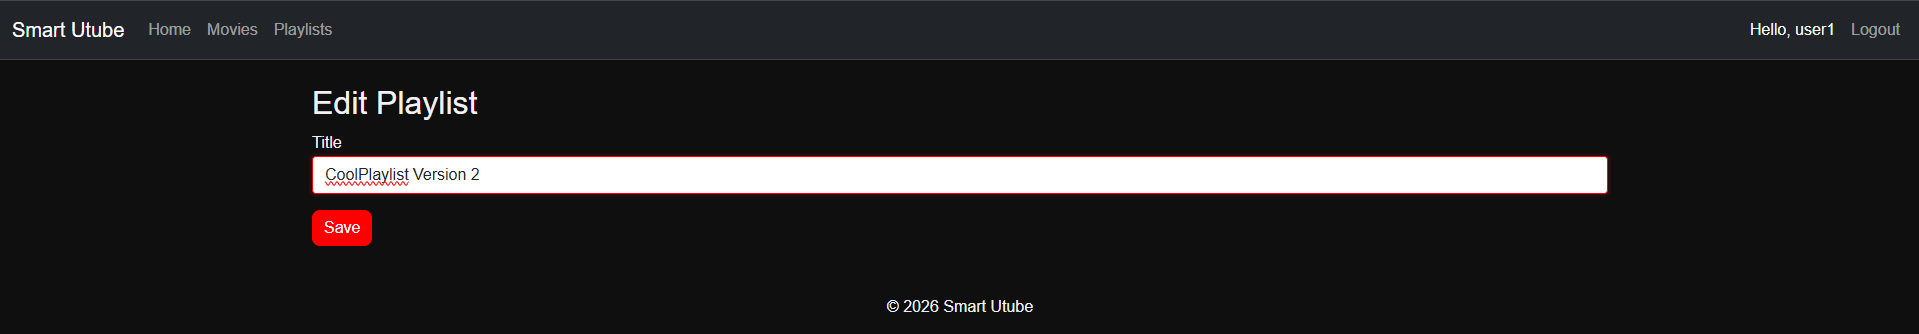 Smart Utube Home Movies Playlists Hello, user1 Logout
Edit Playlist
Title
CoolPlaylist Version 2
Save
© 2026 Smart Utube